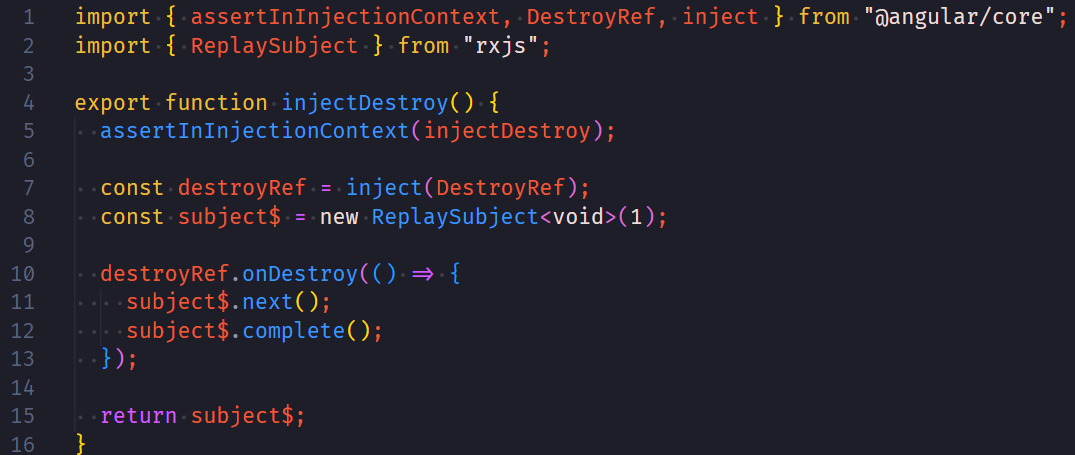 1 import { assertInInjectionContext, DestroyRef, inject } from "@angular/core";
2 import { ReplaySubject } from "rxjs";
3
4 export function injectDestroy() {
5   assertInInjectionContext(injectDestroy);
6
7   const destroyRef = inject(DestroyRef);
8   const subject$ = new ReplaySubject<void>(1);
9
10   destroyRef.onDestroy(() => {
11     subject$.next();
12     subject$.complete();
13   });
14
15   return subject$;
16 }